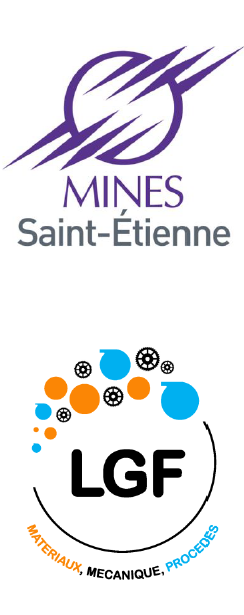 MINES
Saint-Étienne
LGF
MATERIAUX, MECANIQUE, PROCEDES